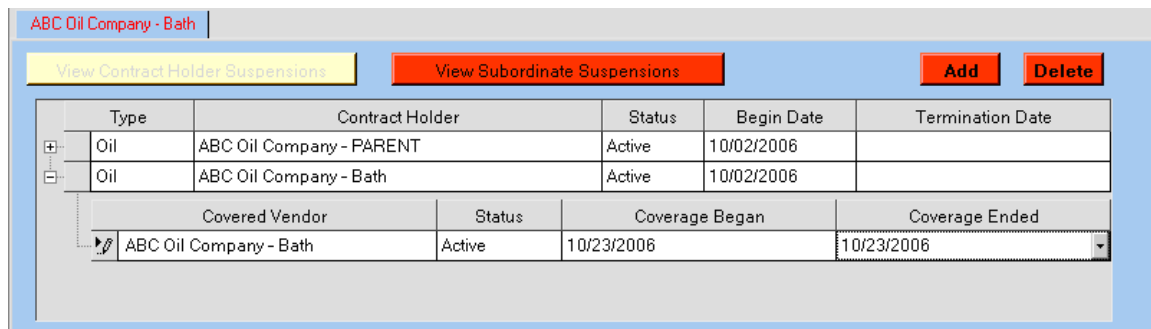 ABC Oil Company - Bath
View Contract Holder Suspensions View Subordinate Suspensions Add Delete
Type Contract Holder Status Begin Date Termination Date
Oil ABC Oil Company - PARENT Active 10/02/2006
Oil ABC Oil Company - Bath Active 10/02/2006
Covered Vendor Status Coverage Began Coverage Ended
ABC Oil Company - Bath Active 10/23/2006 10/23/2006